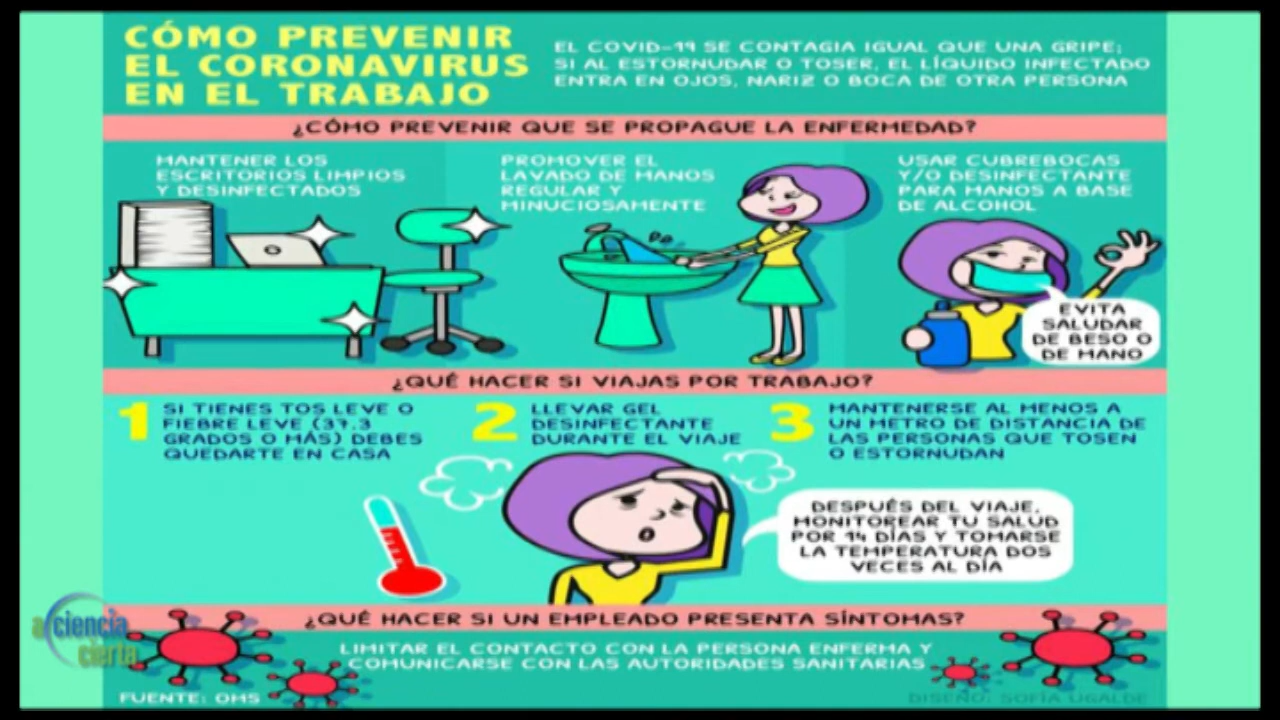 CÓMO PREVENIR
EL CORONAVIRUS
EN EL TRABAJO
EL COVID-19 SE CONTAGIA IGUAL QUE UNA GRIPE;
SI AL ESTORNUDAR O TOSER, EL LÍQUIDO INFECTADO
ENTRA EN OJOS, NARIZ O BOCA DE OTRA PERSONA
¿CÓMO PREVENIR QUE SE PROPAGUE LA ENFERMEDAD?
MANTENER LOS
ESCRITORIOS LIMPIOS
Y DESINFECTADOS
PROMOVER EL
LAVADO DE MANOS
REGULAR Y
MINUCIOSAMENTE
USAR CUBREBOCAS
Y/O DESINFECTANTE
PARA MANOS A BASE
DE ALCOHOL
EVITA
SALUDAR
DE BESO O
DE MANO
¿QUÉ HACER SI VIAJAS POR TRABAJO?
1
SI TIENES TOS LEVE O
FIEBRE LEVE (37.3
GRADOS O MÁS) DEBES
QUEDARTE EN CASA
2
LLEVAR GEL
DESINFECTANTE
DURANTE EL VIAJE
3
MANTENERSE AL MENOS A
UN METRO DE DISTANCIA DE
LAS PERSONAS QUE TOSEN
O ESTORNUDAN
DESPUÉS DEL VIAJE,
MONITOREAR TU SALUD
POR 14 DÍAS Y TOMARSE
LA TEMPERATURA DOS
VECES AL DÍA
¿QUÉ HACER SI UN EMPLEADO PRESENTA SÍNTOMAS?
LIMITAR EL CONTACTO CON LA PERSONA ENFERMA Y
COMUNICARSE CON LAS AUTORIDADES SANITARIAS
a ciencia
cierta
FUENTE: OMS
DISEÑO: SOFÍA UGALDE